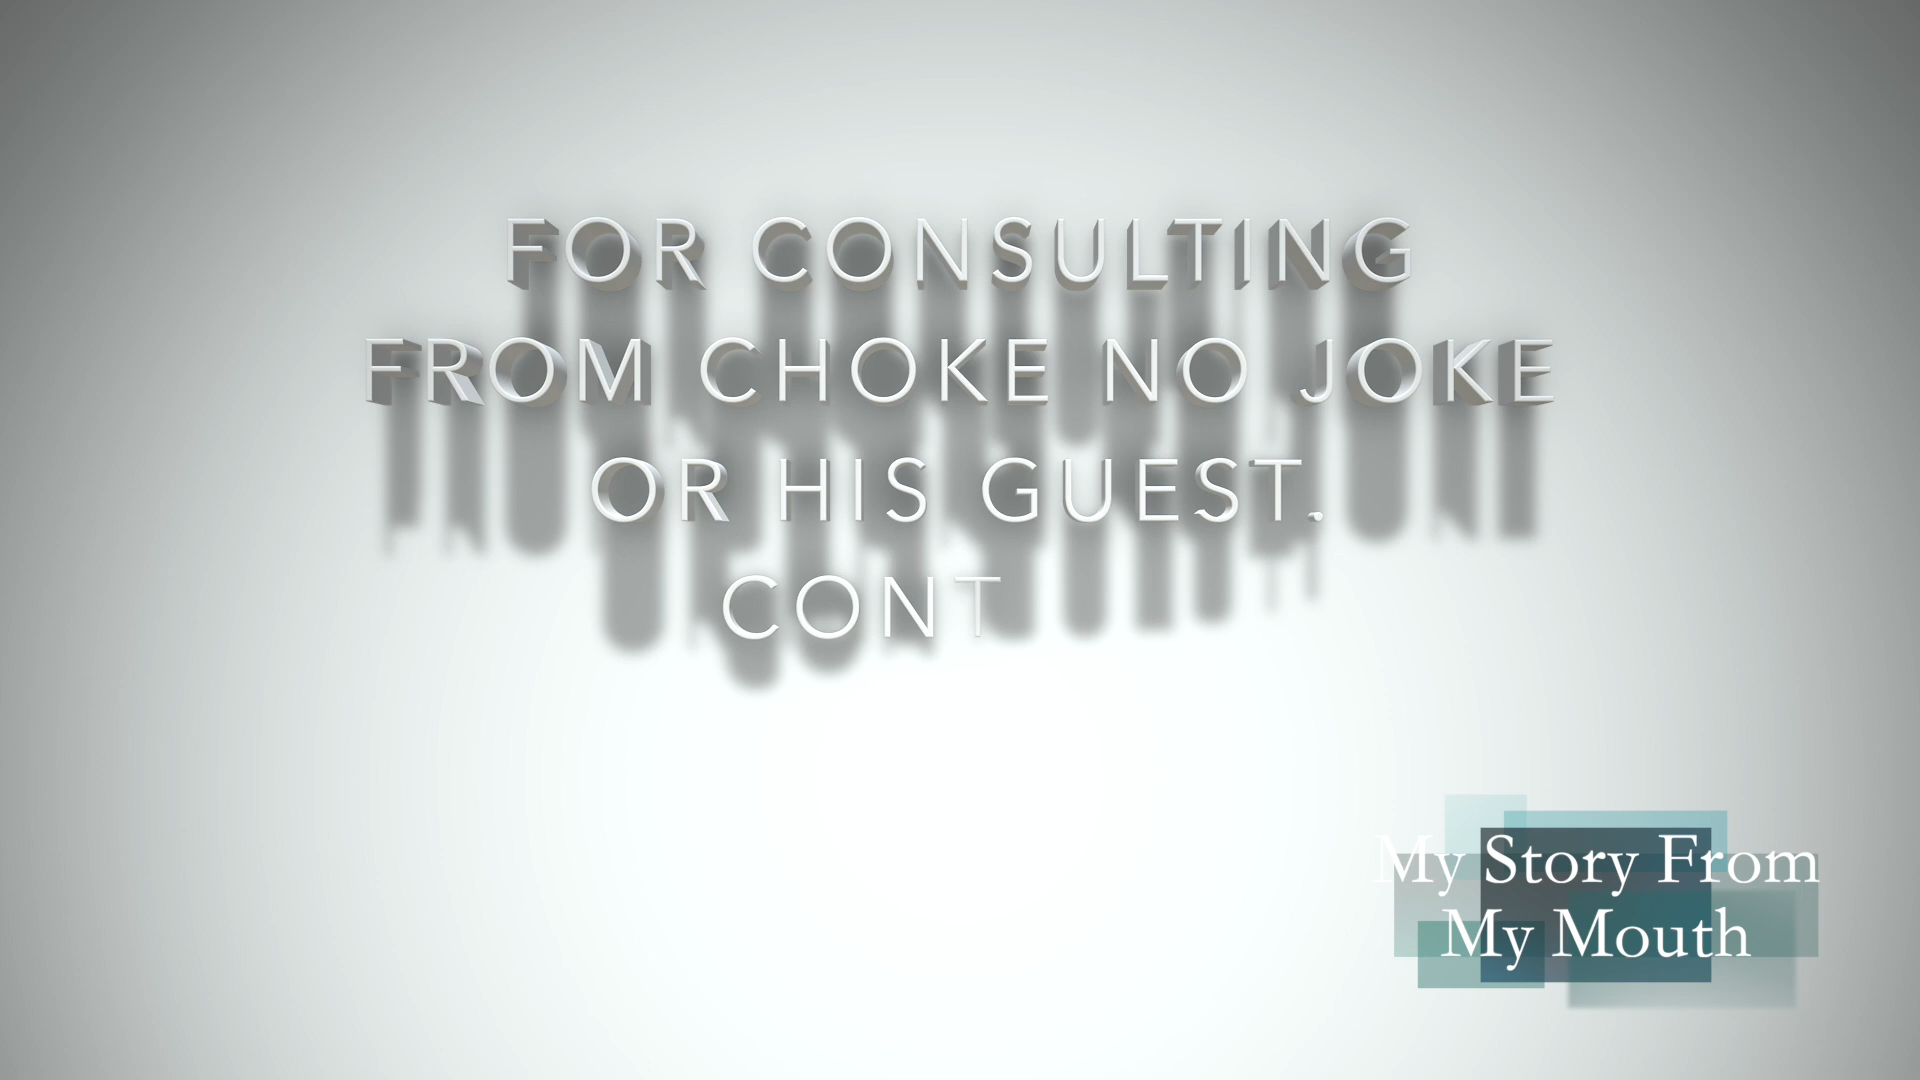 FOR CONSULTING
FROM CHOKE NO JOKE
OR HIS GUEST.
CONT
My Story From
My Mouth